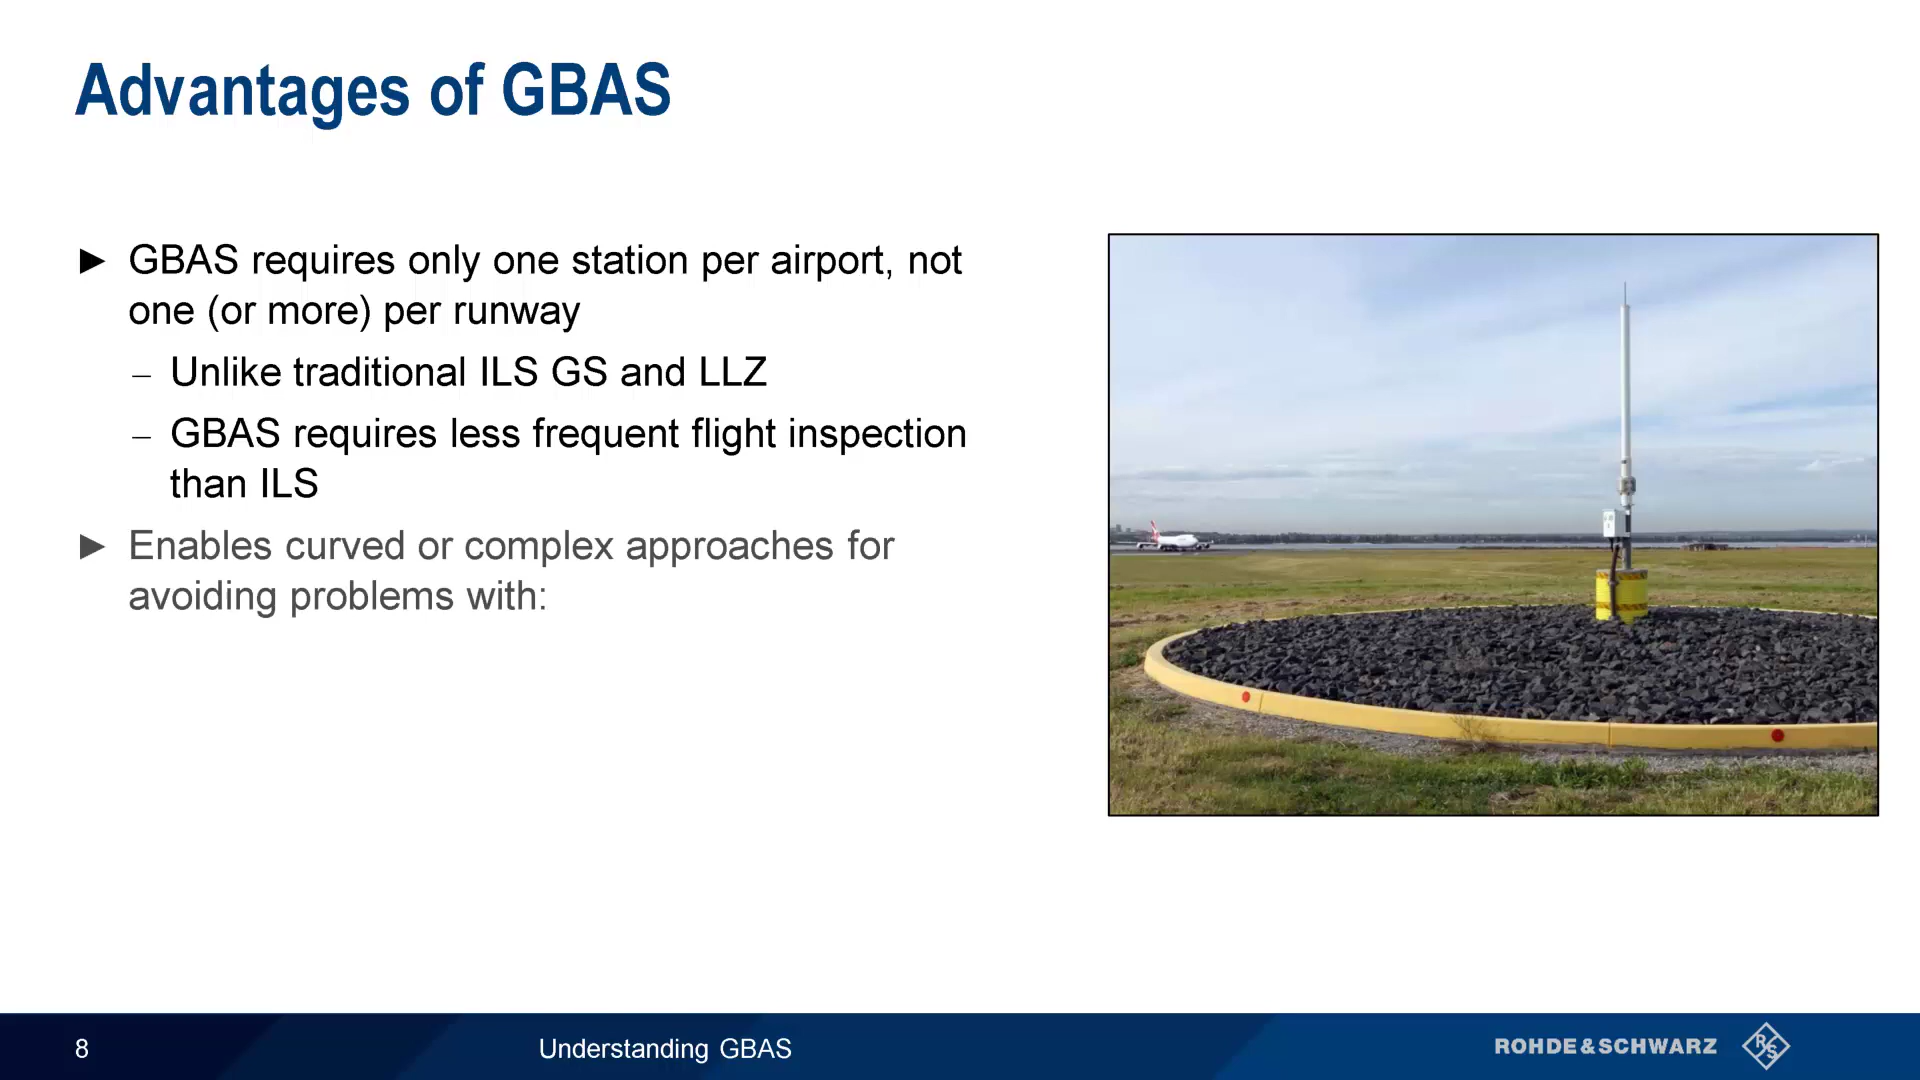 Advantages of GBAS
► GBAS requires only one station per airport, not
one (or more) per runway
– Unlike traditional ILS GS and LLZ
– GBAS requires less frequent flight inspection
than ILS
► Enables curved or complex approaches for
avoiding problems with:
8
Understanding GBAS
ROHDE&SCHWARZ
RS